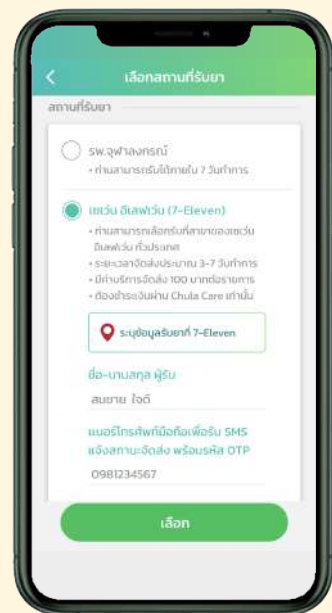 เลือกสถานที่รับยา
สถานที่รับยา
รพ.จุฬาลงกรณ์
• ท่านสามารถรับได้ภายใน 7 วันทำการ
เซเว่น อีเลฟเว่น (7-Eleven)
• ท่านสามารถเลือกรับที่สาขาของเซเว่น
อีเลฟเว่น ทั่วประเทศ
• ระยะเวลาจัดส่งประมาณ 3-7 วันทำการ
• มีค่าบริการจัดส่ง 100 บาทต่อรายการ
• ต้องชำระเงินผ่าน Chula Care เท่านั้น
ระบุข้อมูลรับยาที่ 7-Eleven
ชื่อ-นามสกุล ผู้รับ
สมชาย ใจดี
เบอร์โทรศัพท์มือถือเพื่อรับ SMS
แจ้งสถานะจัดส่ง พร้อมรหัส OTP
0981234567
เลือก